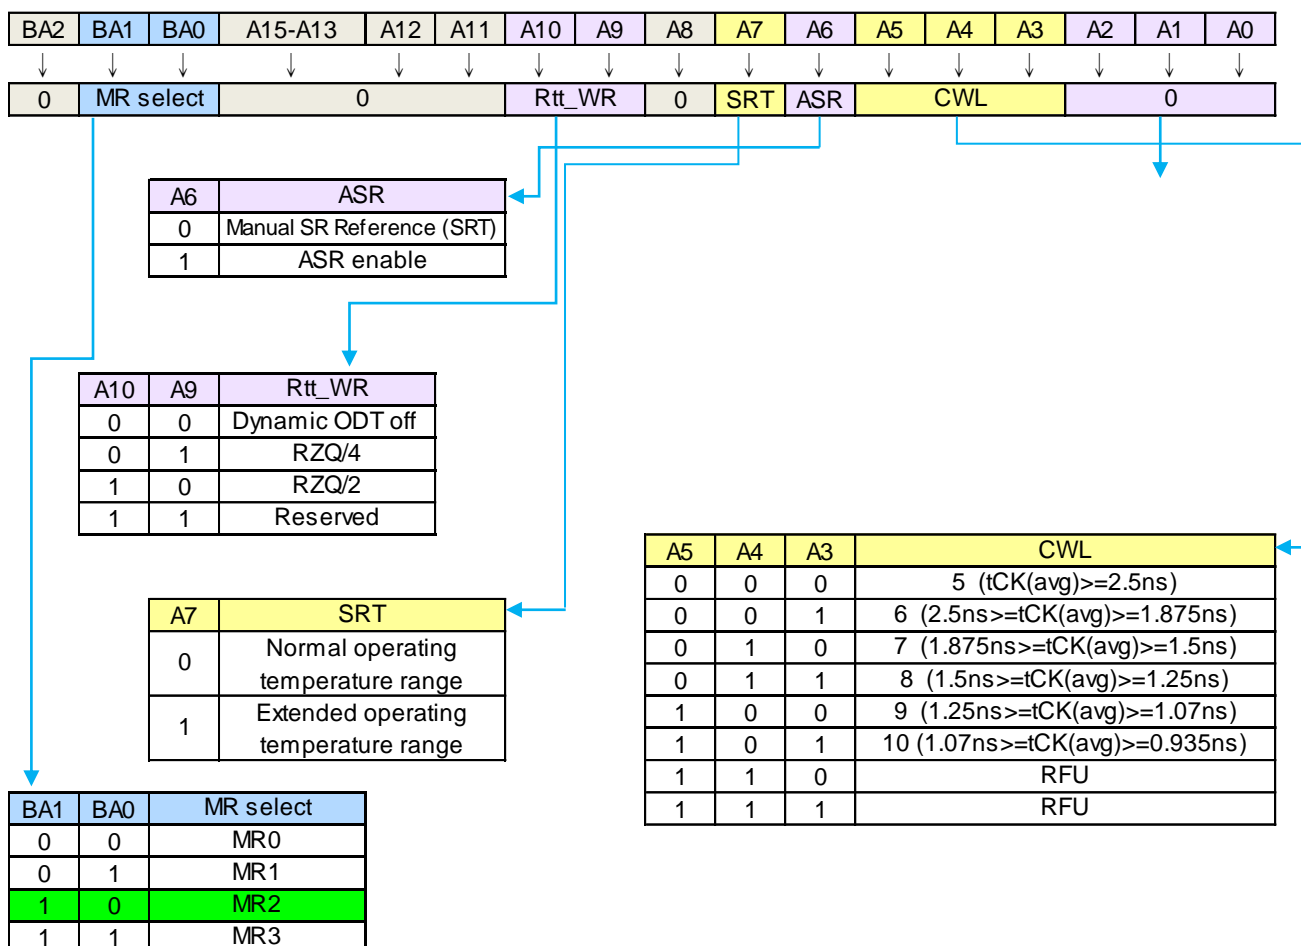 BA2 BA1 BA0 A15-A13 A12 A11 A10 A9 A8 A7 A6 A5 A4 A3 A2 A1 A0
0 MR select 0 Rtt_WR 0 SRT ASR CWL 0
A6 ASR
0 Manual SR Reference (SRT)
1 ASR enable
A10 A9 Rtt_WR
0 0 Dynamic ODT off
0 1 RZQ/4
1 0 RZQ/2
1 1 Reserved
A5 A4 A3 CWL
0 0 0 5 (tCK(avg)>=2.5ns)
0 0 1 6 (2.5ns>=tCK(avg)>=1.875ns)
0 1 0 7 (1.875ns>=tCK(avg)>=1.5ns)
0 1 1 8 (1.5ns>=tCK(avg)>=1.25ns)
1 0 0 9 (1.25ns>=tCK(avg)>=1.07ns)
1 0 1 10 (1.07ns>=tCK(avg)>=0.935ns)
1 1 0 RFU
1 1 1 RFU
A7 SRT
0 Normal operating
temperature range
1 Extended operating
temperature range
BA1 BA0 MR select
0 0 MR0
0 1 MR1
1 0 MR2
1 1 MR3